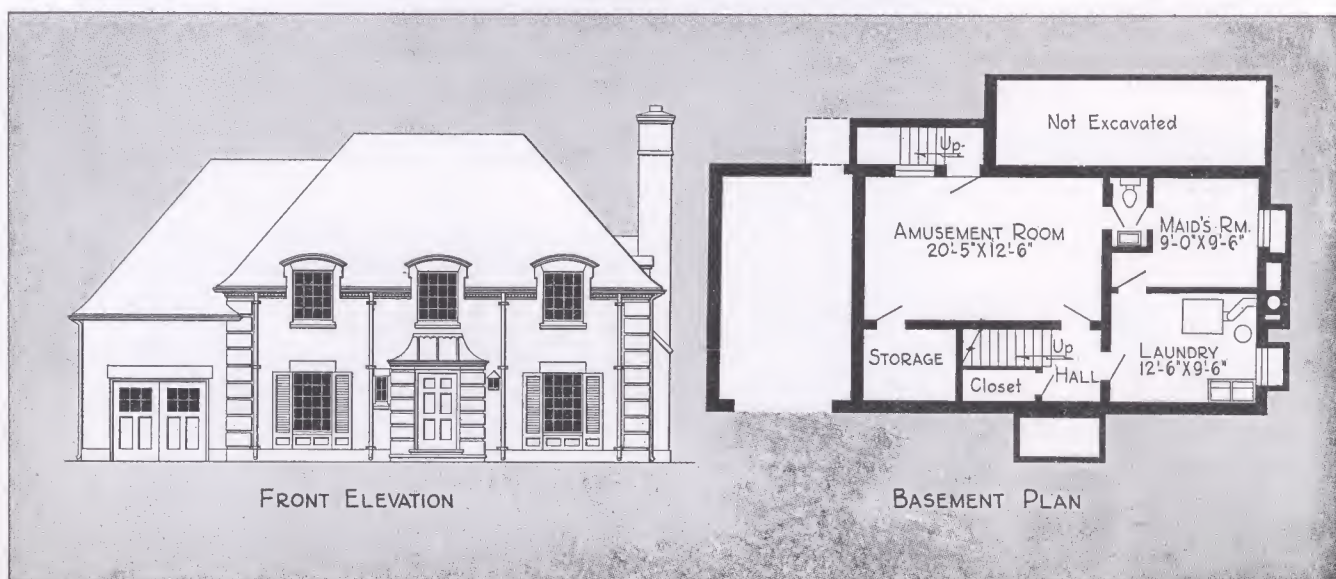 Not Excavated
Up
AMUSEMENT ROOM
20'-5"X12'-6"
MAID'S RM.
9'-0"X9'-6"
STORAGE
Up
Closet
HALL
LAUNDRY
12'-6"X9'-6"
FRONT ELEVATION
BASEMENT PLAN